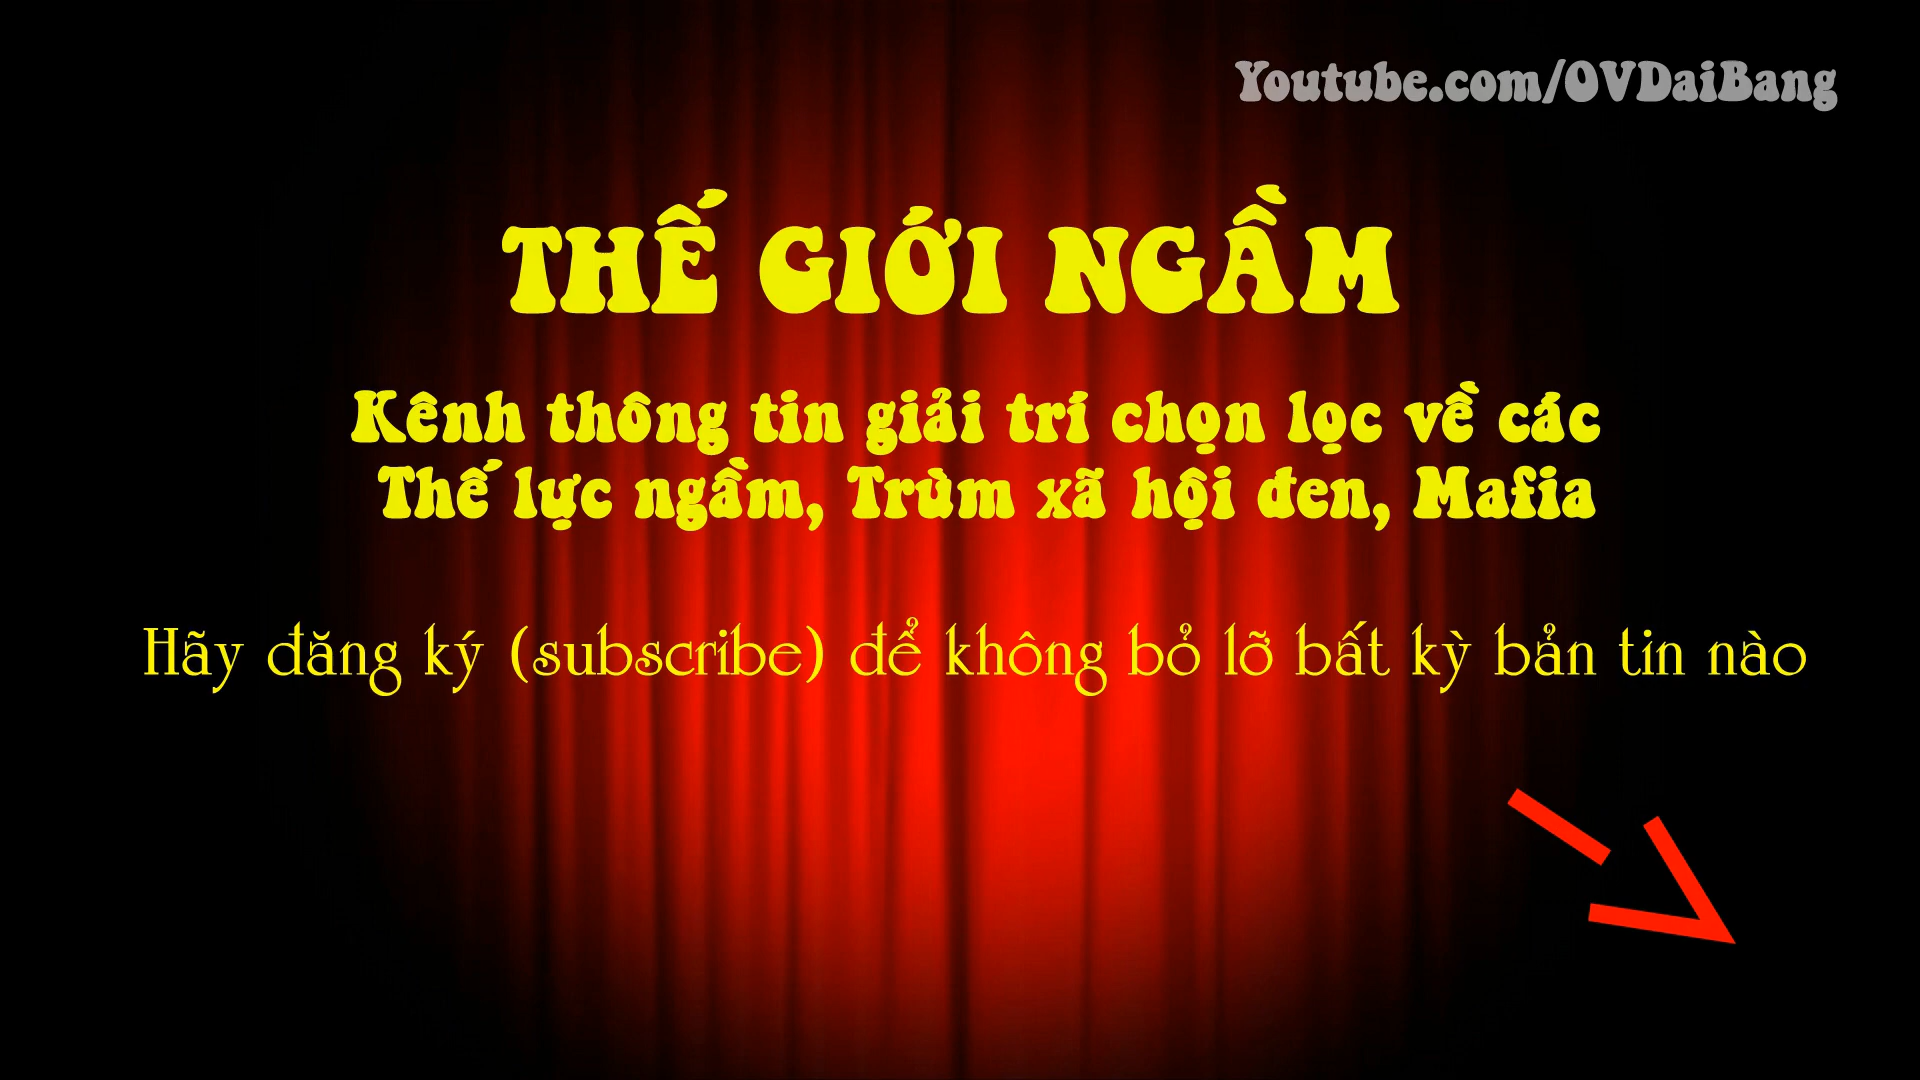 Youtube.com/OVDaiBang
THẾ GIỚI NGẦM
Kênh thông tin giải trí chọn lọc về các
Thế lực ngầm, Trùm xã hội đen, Mafia
Hãy đăng ký (subscribe) để không bỏ lỡ bất kỳ bản tin nào